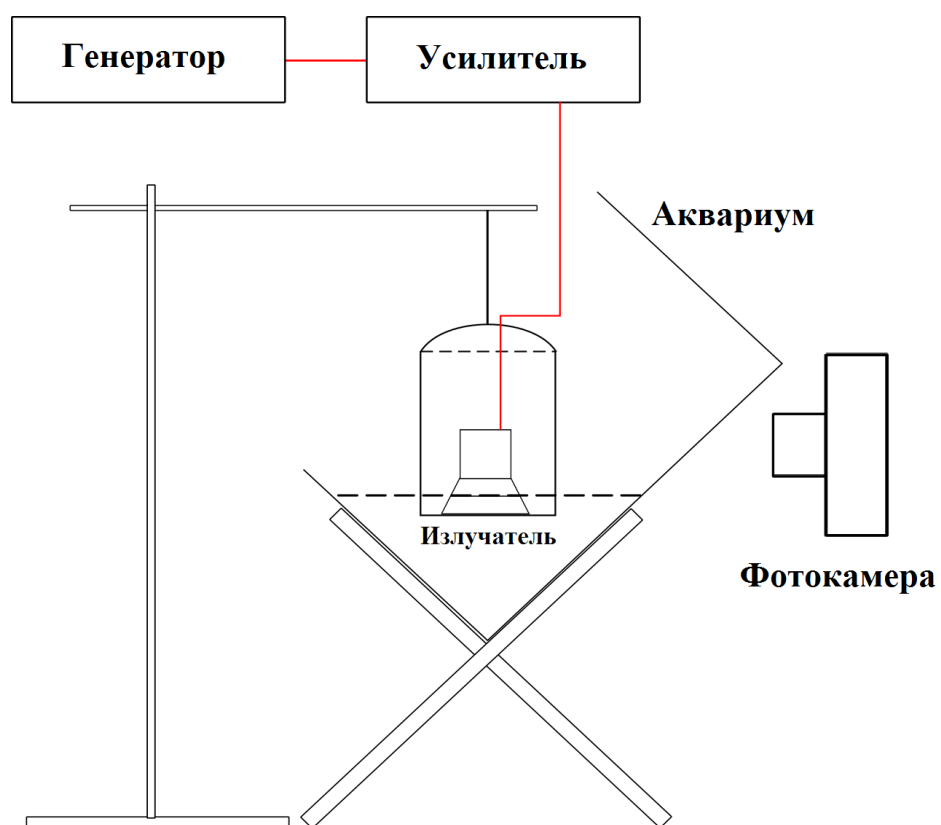 Генератор
Усилитель
Аквариум
Излучатель
Фотокамера